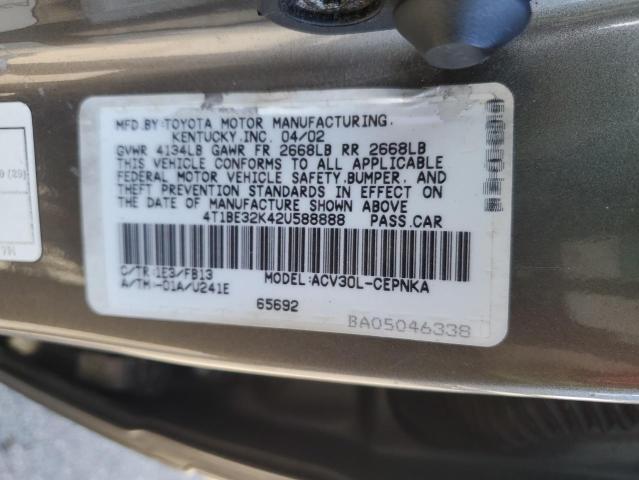 MFD.BY:TOYOTA MOTOR MANUFACTURING,
KENTUCKY,INC. 04/02
GVWR 4134LB GAWR FR 2668LB RR 2668LB
THIS VEHICLE CONFORMS TO ALL APPLICABLE
FEDERAL MOTOR VEHICLE SAFETY,BUMPER, AND
THEFT PREVENTION STANDARDS IN EFFECT ON
THE DATE OF MANUFACTURE SHOWN ABOVE
4T1BE32K42U588888 PASS.CAR
C/TR:1E3/FB13 MODEL:ACV30L-CEPNKA
A/TM:-01A/U241E
65692
BA05046338